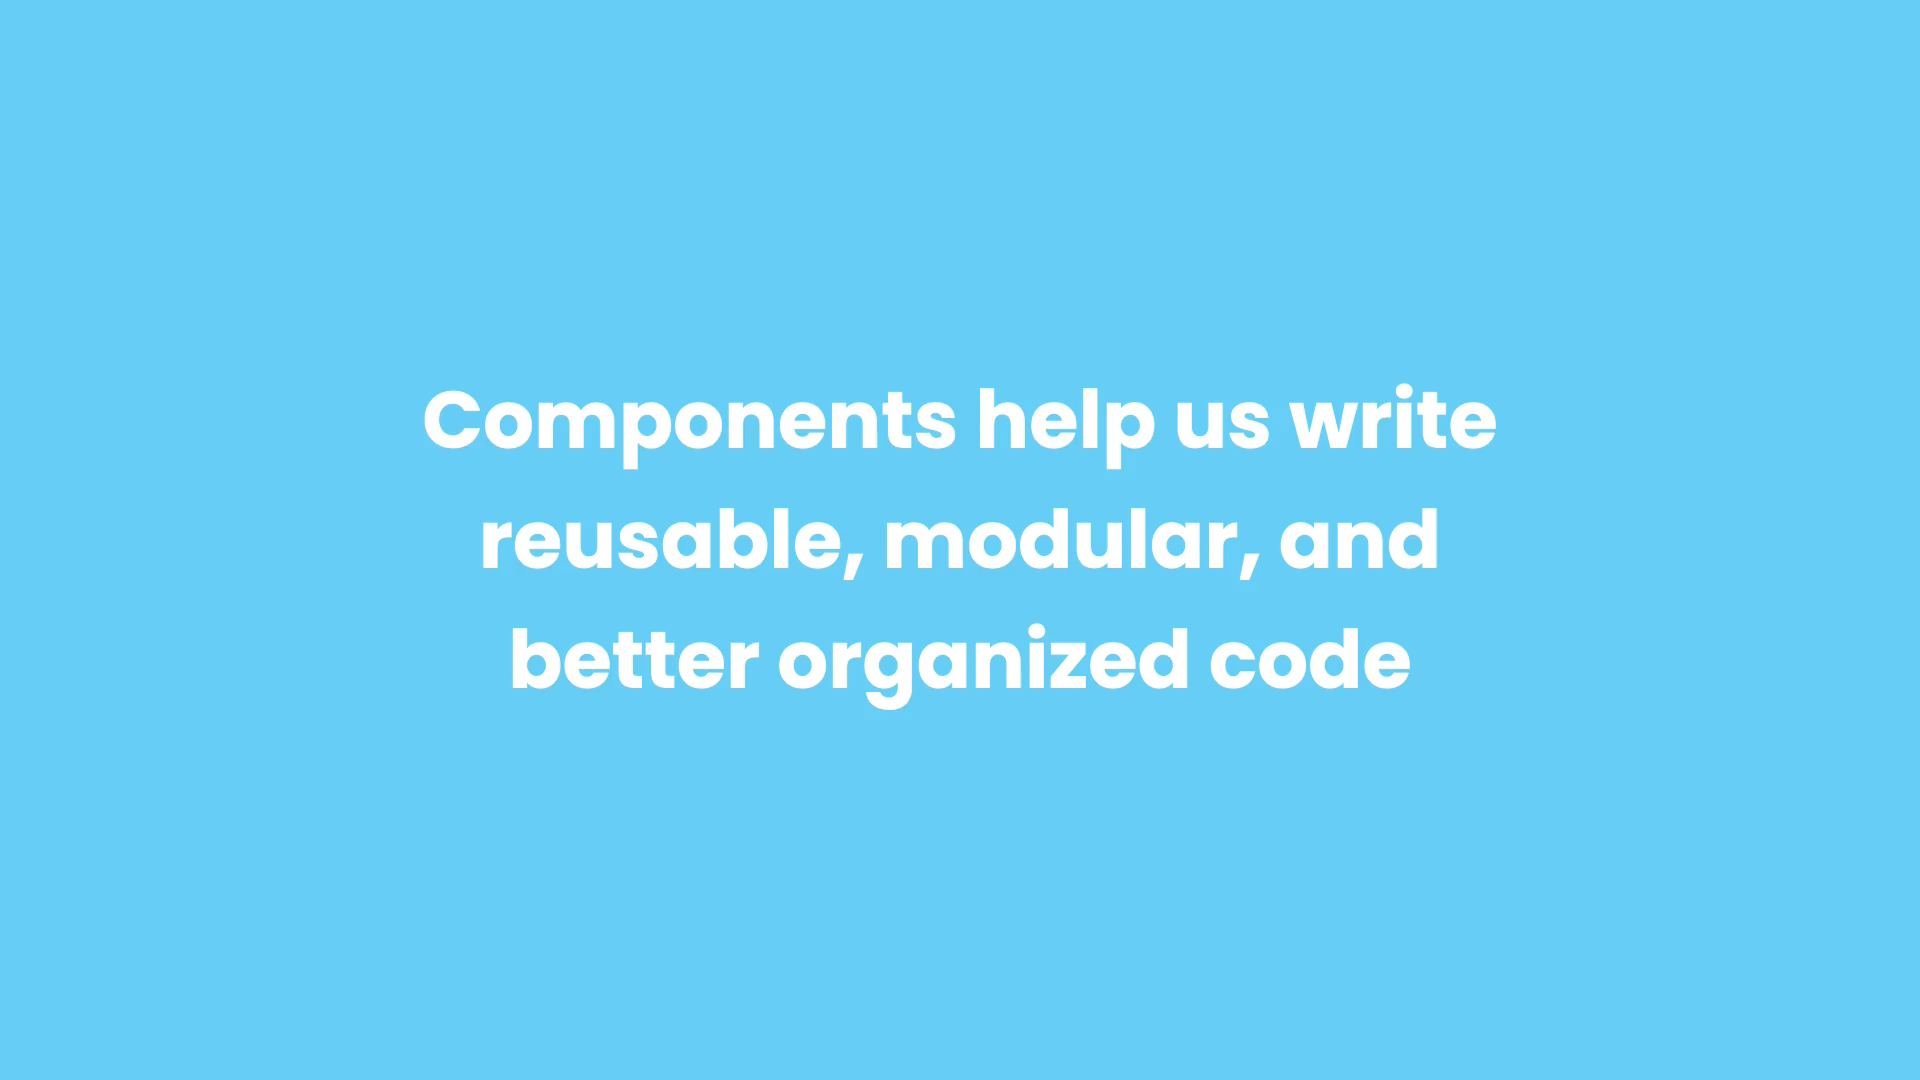 Components help us write
reusable, modular, and
better organized code